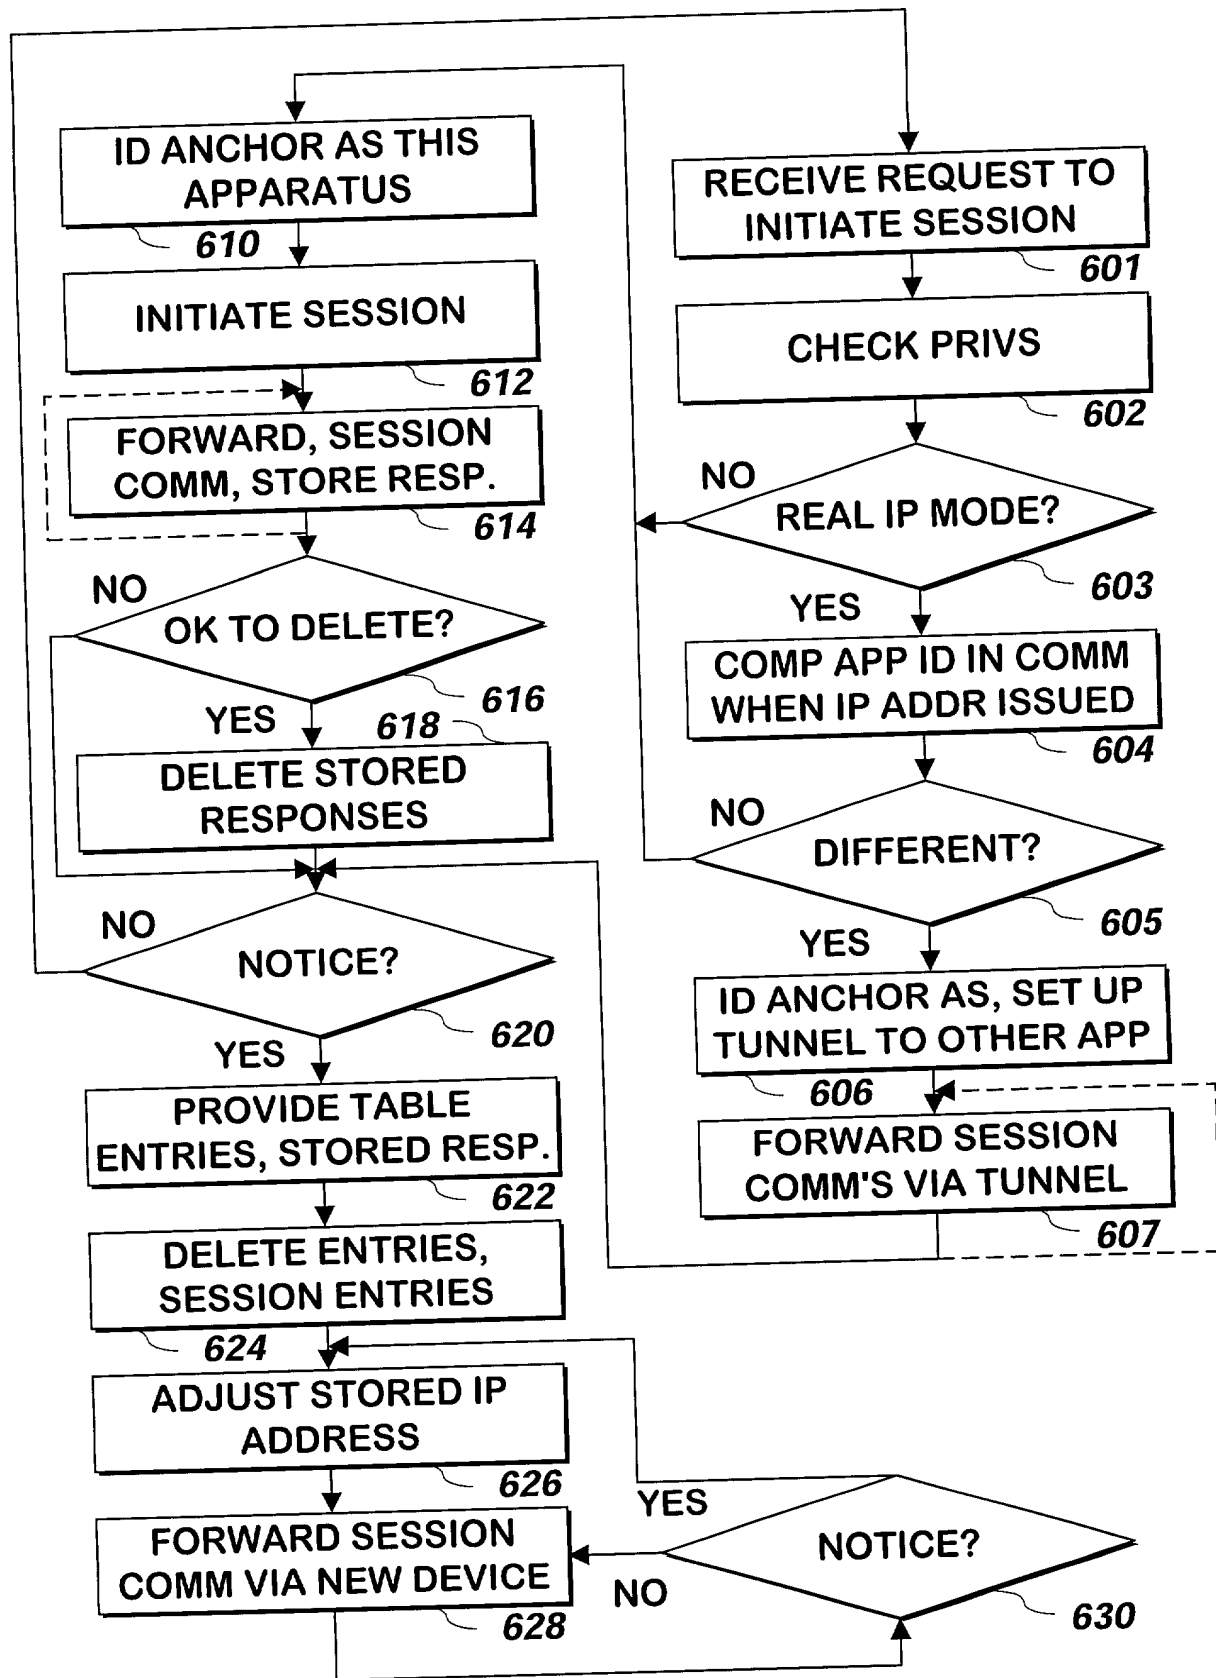 ID ANCHOR AS THIS
APPARATUS
610
INITIATE SESSION
612
FORWARD, SESSION
COMM, STORE RESP.
614
NO
OK TO DELETE?
616
YES
618
DELETE STORED
RESPONSES
NO
NOTICE?
620
YES
PROVIDE TABLE
ENTRIES, STORED RESP.
622
DELETE ENTRIES,
SESSION ENTRIES
624
ADJUST STORED IP
ADDRESS
626
FORWARD SESSION
COMM VIA NEW DEVICE
628
RECEIVE REQUEST TO
INITIATE SESSION
601
CHECK PRIVS
602
NO
REAL IP MODE?
603
YES
COMP APP ID IN COMM
WHEN IP ADDR ISSUED
604
NO
DIFFERENT?
605
YES
ID ANCHOR AS, SET UP
TUNNEL TO OTHER APP
606
FORWARD SESSION
COMM'S VIA TUNNEL
607
YES
NOTICE?
NO
630